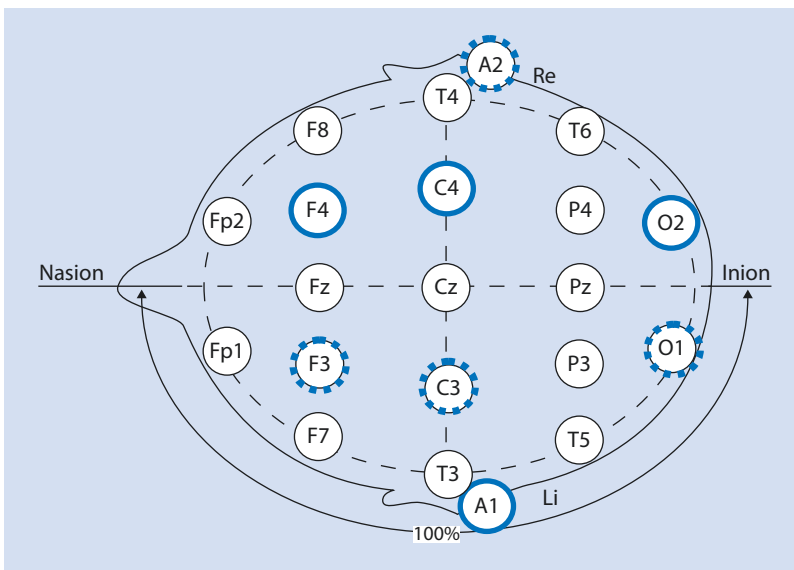 A2
Re
T4
F8
T6
C4
F4
P4
Fp2
O2
Nasion
Fz
Cz
Pz
Inion
Fp1
F3
P3
O1
C3
F7
T5
T3
A1
Li
100%